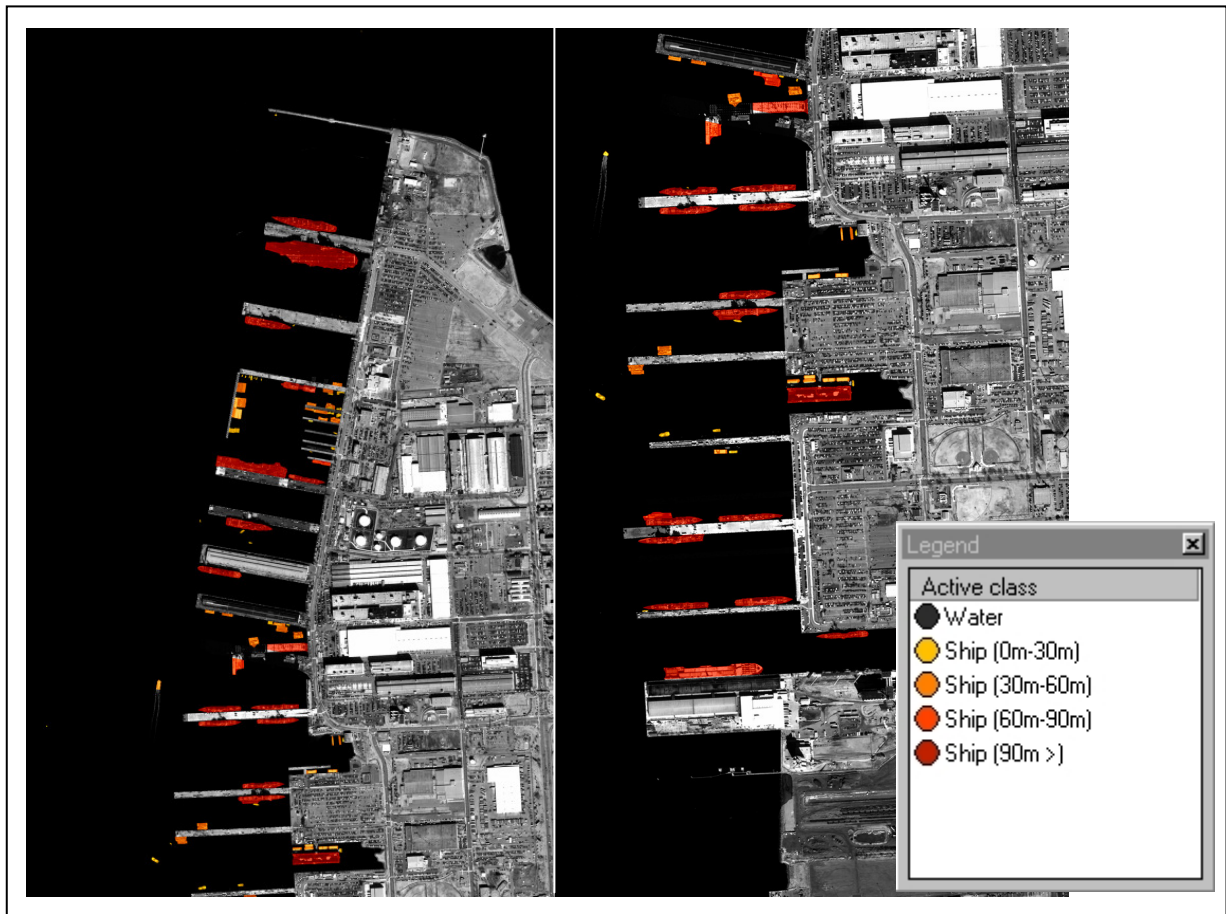 Legend
Active class
Water
Ship (0m-30m)
Ship (30m-60m)
Ship (60m-90m)
Ship (90m >)